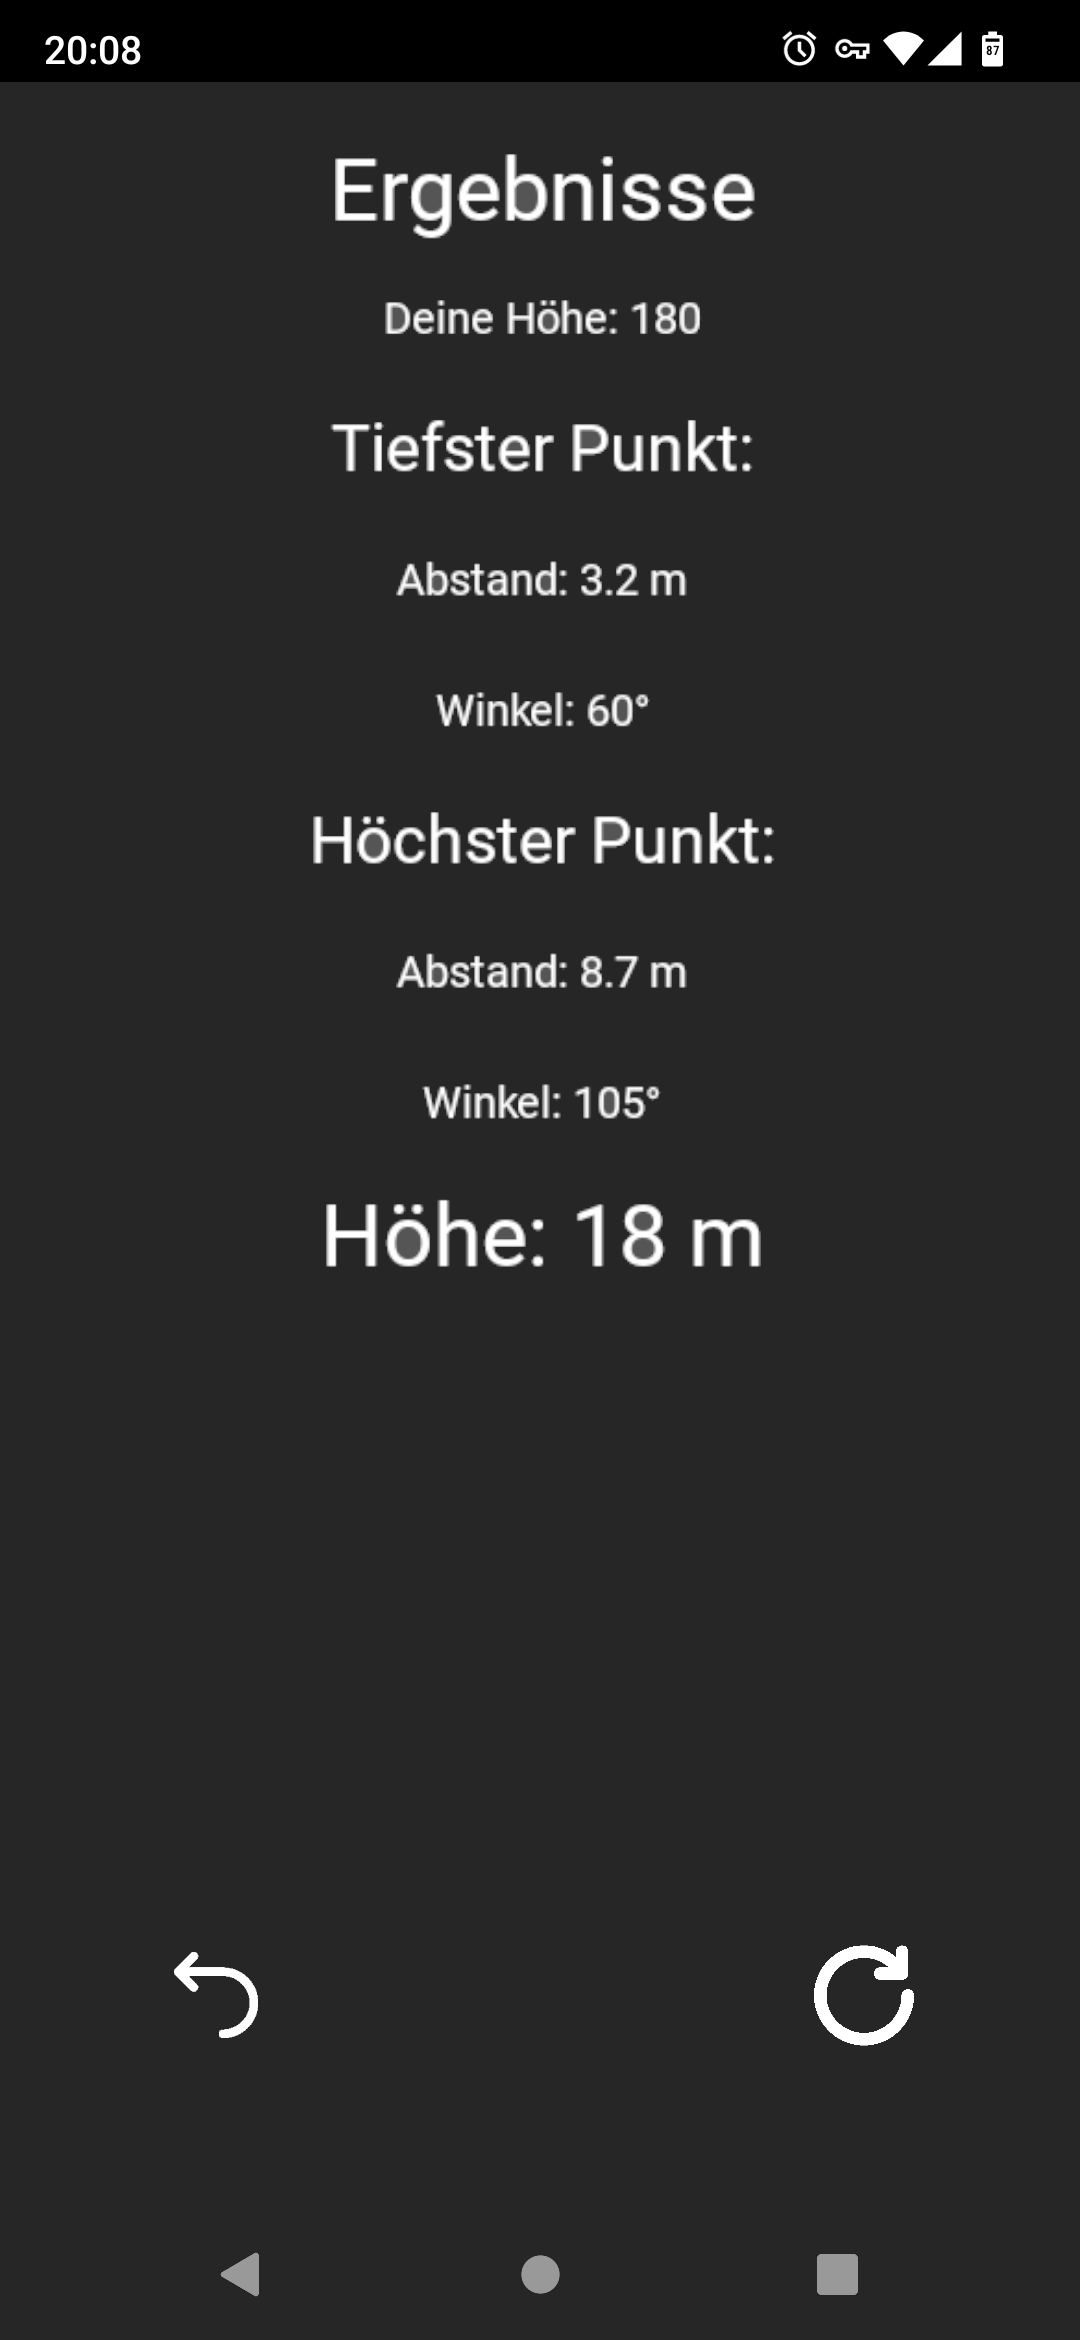 20:08
87
Ergebnisse
Deine Höhe: 180
Tiefster Punkt:
Abstand: 3.2 m
Winkel: 60°
Höchster Punkt:
Abstand: 8.7 m
Winkel: 105°
Höhe: 18 m